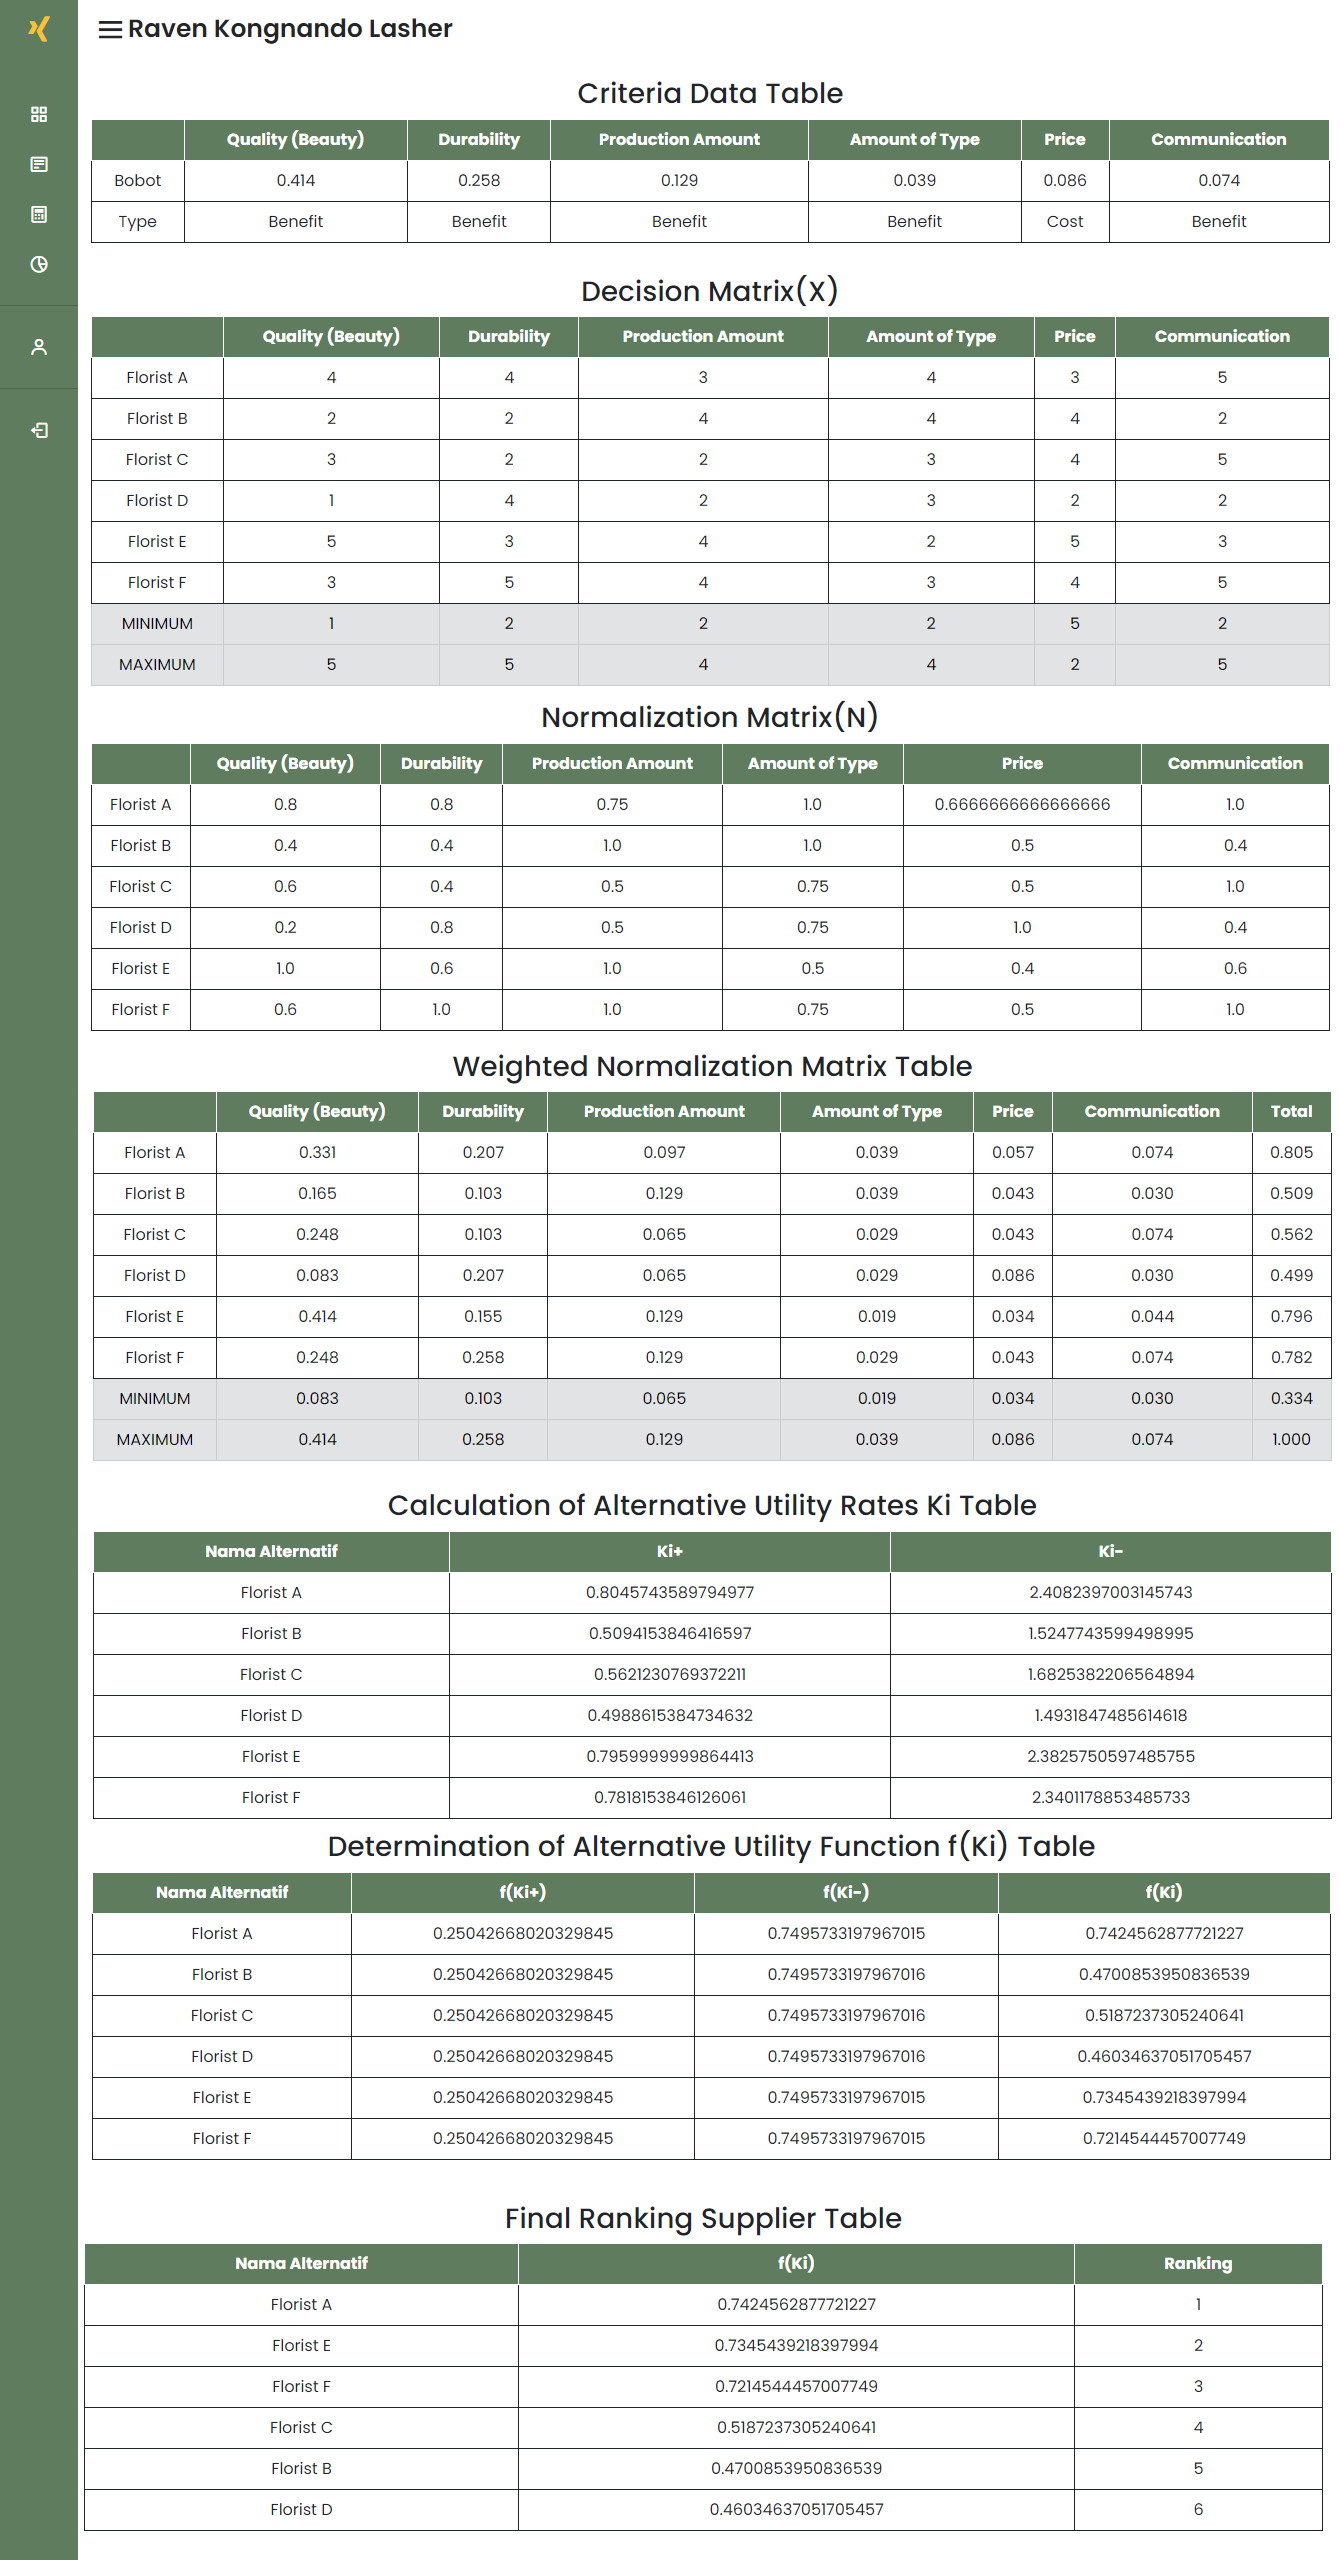 Raven Kongnando Lasher
Criteria Data Table
Quality (Beauty) Durability Production Amount Amount of Type Price Communication
Bobot 0.414 0.258 0.129 0.039 0.086 0.074
Type Benefit Benefit Benefit Benefit Cost Benefit
Decision Matrix(X)
Quality (Beauty) Durability Production Amount Amount of Type Price Communication
Florist A 4 4 3 4 3 5
Florist B 2 2 4 4 4 2
Florist C 3 2 2 3 4 5
Florist D 1 4 2 3 2 2
Florist E 5 3 4 2 5 3
Florist F 3 5 4 3 4 5
MINIMUM 1 2 2 2 5 2
MAXIMUM 5 5 4 4 2 5
Normalization Matrix(N)
Quality (Beauty) Durability Production Amount Amount of Type Price Communication
Florist A 0.8 0.8 0.75 1.0 0.6666666666666666 1.0
Florist B 0.4 0.4 1.0 1.0 0.5 0.4
Florist C 0.6 0.4 0.5 0.75 0.5 1.0
Florist D 0.2 0.8 0.5 0.75 1.0 0.4
Florist E 1.0 0.6 1.0 0.5 0.4 0.6
Florist F 0.6 1.0 1.0 0.75 0.5 1.0
Weighted Normalization Matrix Table
Quality (Beauty) Durability Production Amount Amount of Type Price Communication Total
Florist A 0.331 0.207 0.097 0.039 0.057 0.074 0.805
Florist B 0.165 0.103 0.129 0.039 0.043 0.030 0.509
Florist C 0.248 0.103 0.065 0.029 0.043 0.074 0.562
Florist D 0.083 0.207 0.065 0.029 0.086 0.030 0.499
Florist E 0.414 0.155 0.129 0.019 0.034 0.044 0.796
Florist F 0.248 0.258 0.129 0.029 0.043 0.074 0.782
MINIMUM 0.083 0.103 0.065 0.019 0.034 0.030 0.334
MAXIMUM 0.414 0.258 0.129 0.039 0.086 0.074 1.000
Calculation of Alternative Utility Rates Ki Table
Nama Alternatif Ki+ Ki-
Florist A 0.8045743589794977 2.4082397003145743
Florist B 0.5094153846416597 1.5247743599498995
Florist C 0.5621230769372211 1.6825382206564894
Florist D 0.4988615384734632 1.4931847485614618
Florist E 0.7959999999864413 2.3825750597485755
Florist F 0.7818153846126061 2.3401178853485733
Determination of Alternative Utility Function f(Ki) Table
Nama Alternatif f(Ki+) f(Ki-) f(Ki)
Florist A 0.25042668020329845 0.7495733197967015 0.7424562877721227
Florist B 0.25042668020329845 0.7495733197967016 0.4700853950836539
Florist C 0.25042668020329845 0.7495733197967016 0.5187237305240641
Florist D 0.25042668020329845 0.7495733197967016 0.46034637051705457
Florist E 0.25042668020329845 0.7495733197967015 0.7345439218397994
Florist F 0.25042668020329845 0.7495733197967015 0.7214544457007749
Final Ranking Supplier Table
Nama Alternatif f(Ki) Ranking
Florist A 0.7424562877721227 1
Florist E 0.7345439218397994 2
Florist F 0.7214544457007749 3
Florist C 0.5187237305240641 4
Florist B 0.4700853950836539 5
Florist D 0.46034637051705457 6